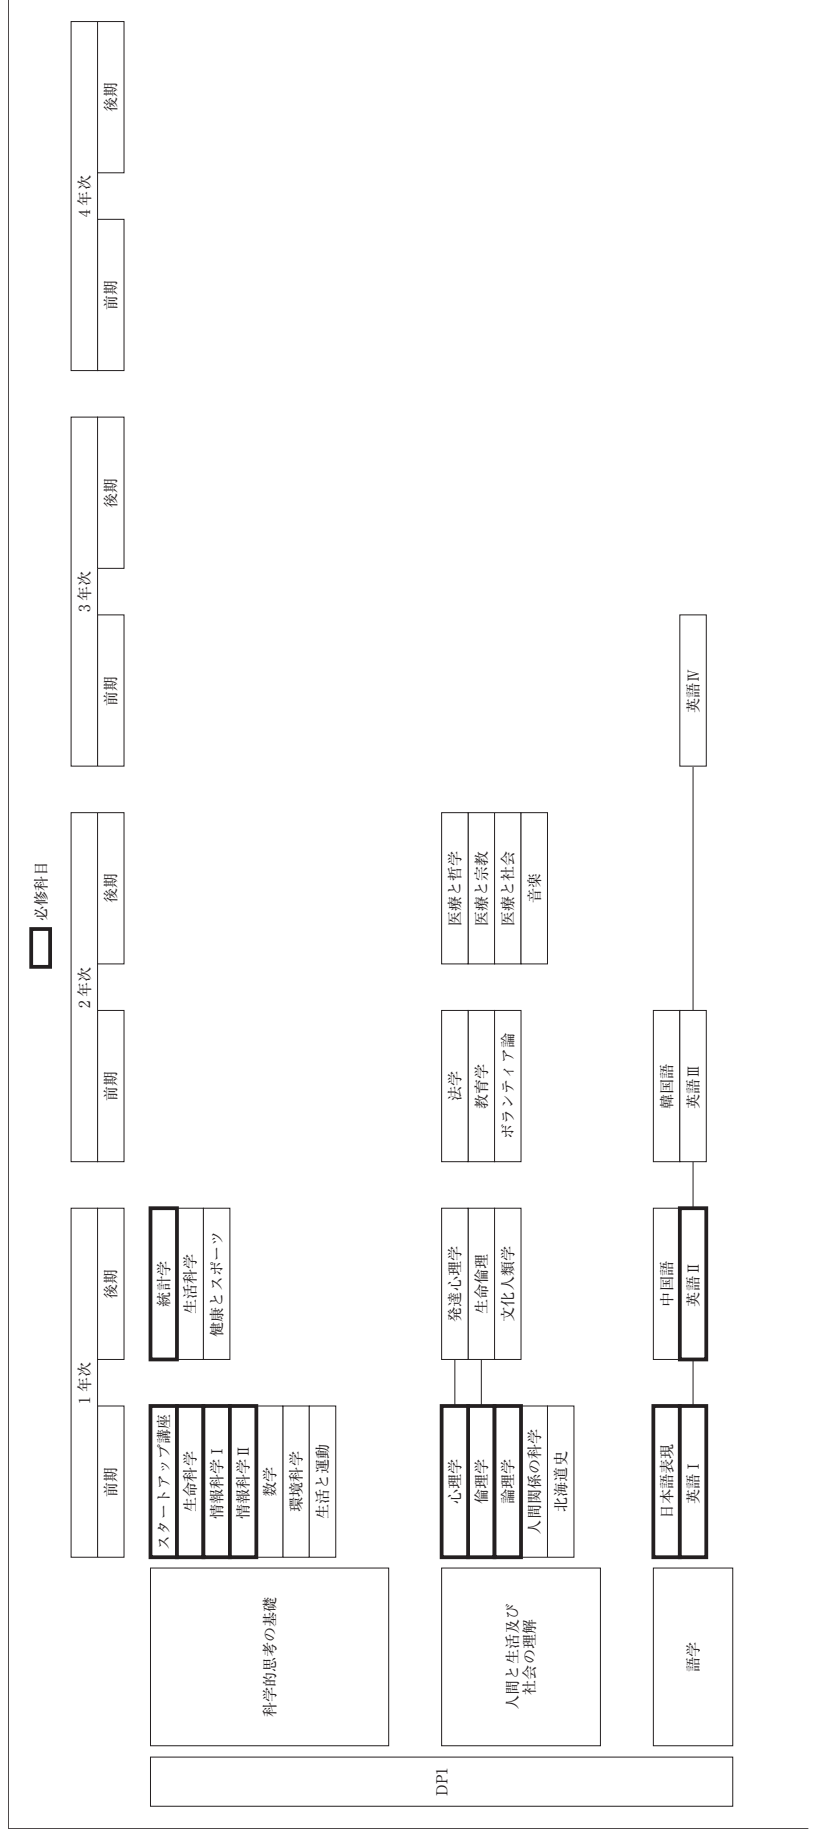 必修科目
1年次
2年次
3年次
4年次
前期
後期
前期
後期
前期
後期
前期
後期
DP1
科学的思考の基礎
スタートアップ講座
生命科学
情報科学Ⅰ
情報科学Ⅱ
数学
環境科学
生活と運動
統計学
生活科学
健康とスポーツ
人間と生活及び
社会の理解
心理学
倫理学
論理学
人間関係の科学
北海道史
発達心理学
生命倫理
文化人類学
法学
教育学
ボランティア論
医療と哲学
医療と宗教
医療と社会
音楽
語学
日本語表現
英語Ⅰ
中国語
英語Ⅱ
韓国語
英語Ⅲ
英語Ⅳ